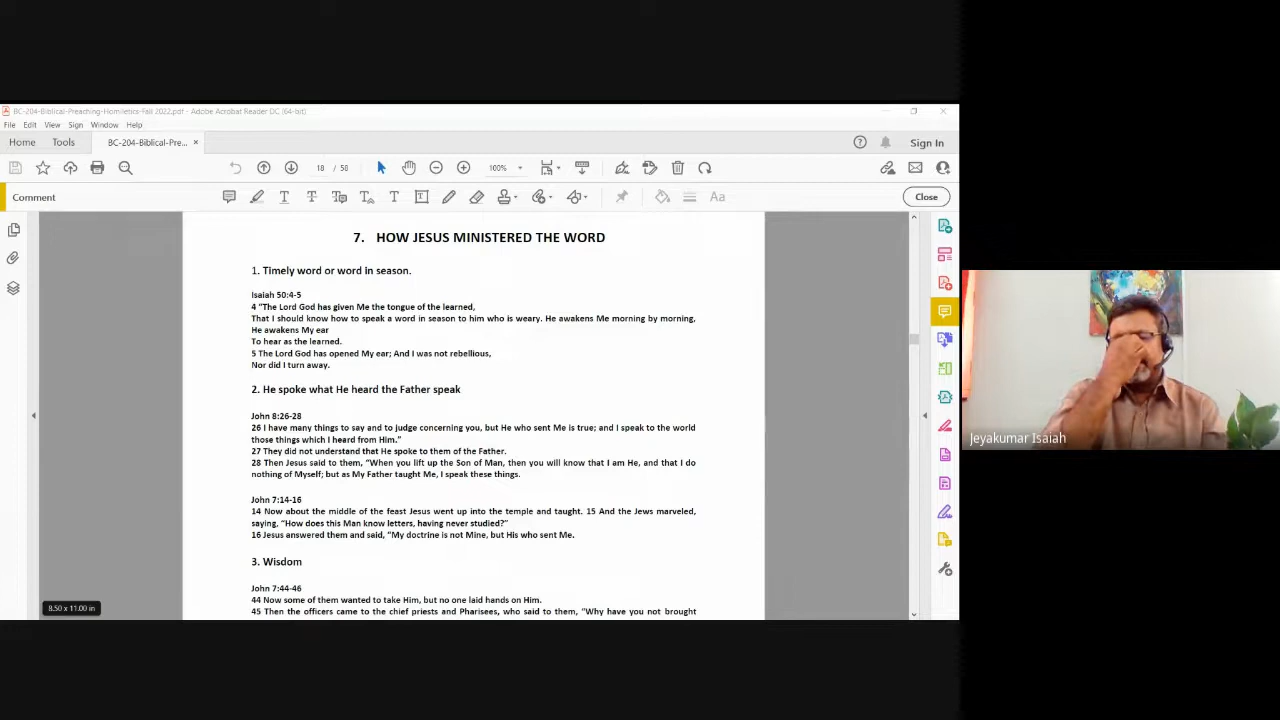 BC-204-Biblical-Preaching-Homiletics-Fall 2022.pdf - Adobe Acrobat Reader DC (64-bit)
File Edit View Sign Window Help
Home Tools BC-204-Biblical-Pre... × Sign In
18 / 58 100%
Comment Aa Close
7. HOW JESUS MINISTERED THE WORD
1. Timely word or word in season.
Isaiah 50:4-5
4 “The Lord God has given Me the tongue of the learned,
That I should know how to speak a word in season to him who is weary. He awakens Me morning by morning,
He awakens My ear
To hear as the learned.
5 The Lord God has opened My ear; And I was not rebellious,
Nor did I turn away.
2. He spoke what He heard the Father speak
John 8:26-28
26 I have many things to say and to judge concerning you, but He who sent Me is true; and I speak to the world
those things which I heard from Him.”
27 They did not understand that He spoke to them of the Father.
28 Then Jesus said to them, “When you lift up the Son of Man, then you will know that I am He, and that I do
nothing of Myself; but as My Father taught Me, I speak these things.
John 7:14-16
14 Now about the middle of the feast Jesus went up into the temple and taught. 15 And the Jews marveled,
saying, “How does this Man know letters, having never studied?”
16 Jesus answered them and said, “My doctrine is not Mine, but His who sent Me.
3. Wisdom
John 7:44-46
44 Now some of them wanted to take Him, but no one laid hands on Him.
45 Then the officers came to the chief priests and Pharisees, who said to them, “Why have you not brought
8.50 x 11.00 in
Jeyakumar Isaiah